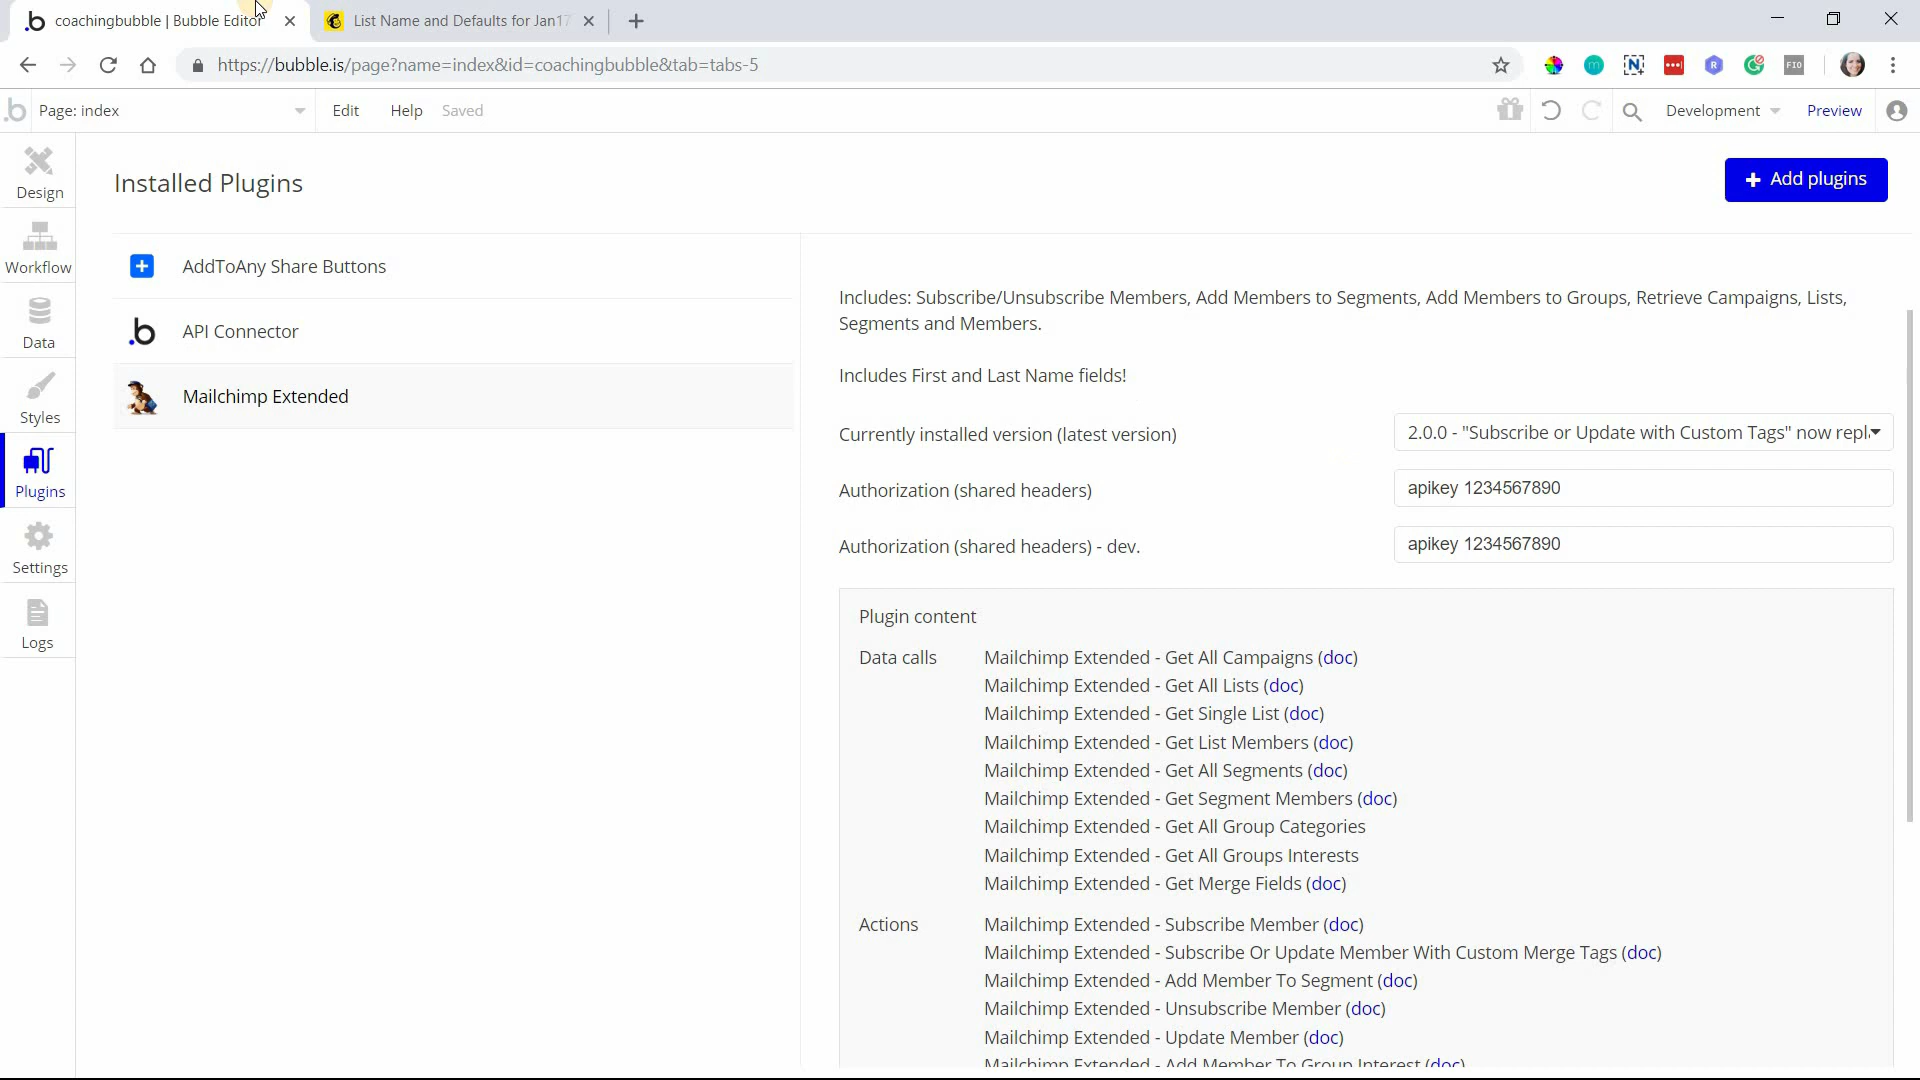 coachingbubble | Bubble Editor
List Name and Defaults for Jan17
https://bubble.is/page?name=index&id=coachingbubble&tab=tabs-5
N
R
FIO
b
Page: index
Edit
Help
Saved
Development
Preview
Design
Workflow
Data
Styles
Plugins
Settings
Logs
Installed Plugins
+ Add plugins
AddToAny Share Buttons
API Connector
Mailchimp Extended
Includes: Subscribe/Unsubscribe Members, Add Members to Segments, Add Members to Groups, Retrieve Campaigns, Lists,
Segments and Members.
Includes First and Last Name fields!
Currently installed version (latest version)
2.0.0 - "Subscribe or Update with Custom Tags" now repl
Authorization (shared headers)
apikey 1234567890
Authorization (shared headers) - dev.
apikey 1234567890
Plugin content
Data calls
Mailchimp Extended - Get All Campaigns (doc)
Mailchimp Extended - Get All Lists (doc)
Mailchimp Extended - Get Single List (doc)
Mailchimp Extended - Get List Members (doc)
Mailchimp Extended - Get All Segments (doc)
Mailchimp Extended - Get Segment Members (doc)
Mailchimp Extended - Get All Group Categories
Mailchimp Extended - Get All Groups Interests
Mailchimp Extended - Get Merge Fields (doc)
Actions
Mailchimp Extended - Subscribe Member (doc)
Mailchimp Extended - Subscribe Or Update Member With Custom Merge Tags (doc)
Mailchimp Extended - Add Member To Segment (doc)
Mailchimp Extended - Unsubscribe Member (doc)
Mailchimp Extended - Update Member (doc)
Mailchimp Extended - Add Member To Group Interest (doc)